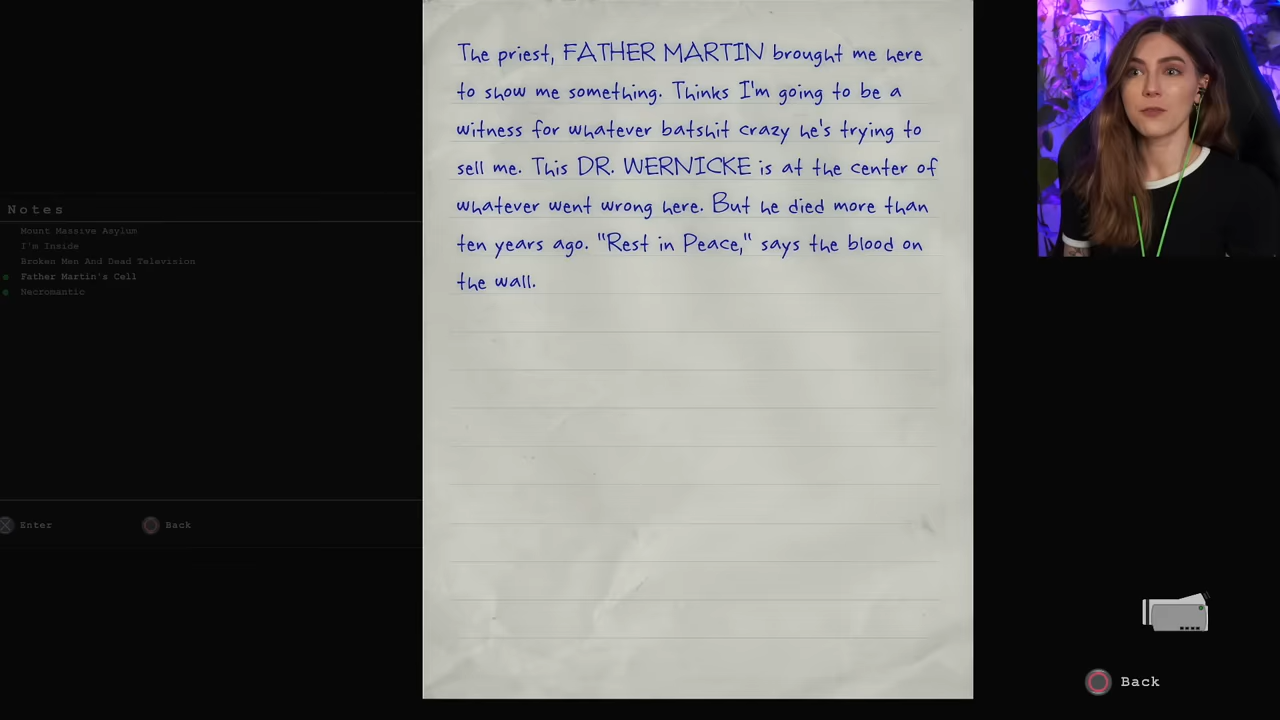 The priest, FATHER MARTIN brought me here
to show me something. Thinks I'm going to be a
witness for whatever batshit crazy he's trying to
sell me. This DR. WERNICKE is at the center of
whatever went wrong here. But he died more than
ten years ago. "Rest in Peace," says the blood on
the wall.
Notes
Mount Massive Asylum
I'm Inside
Broken Men And Dead Television
Father Martin's Cell
Necromantic
Enter
Back
Back